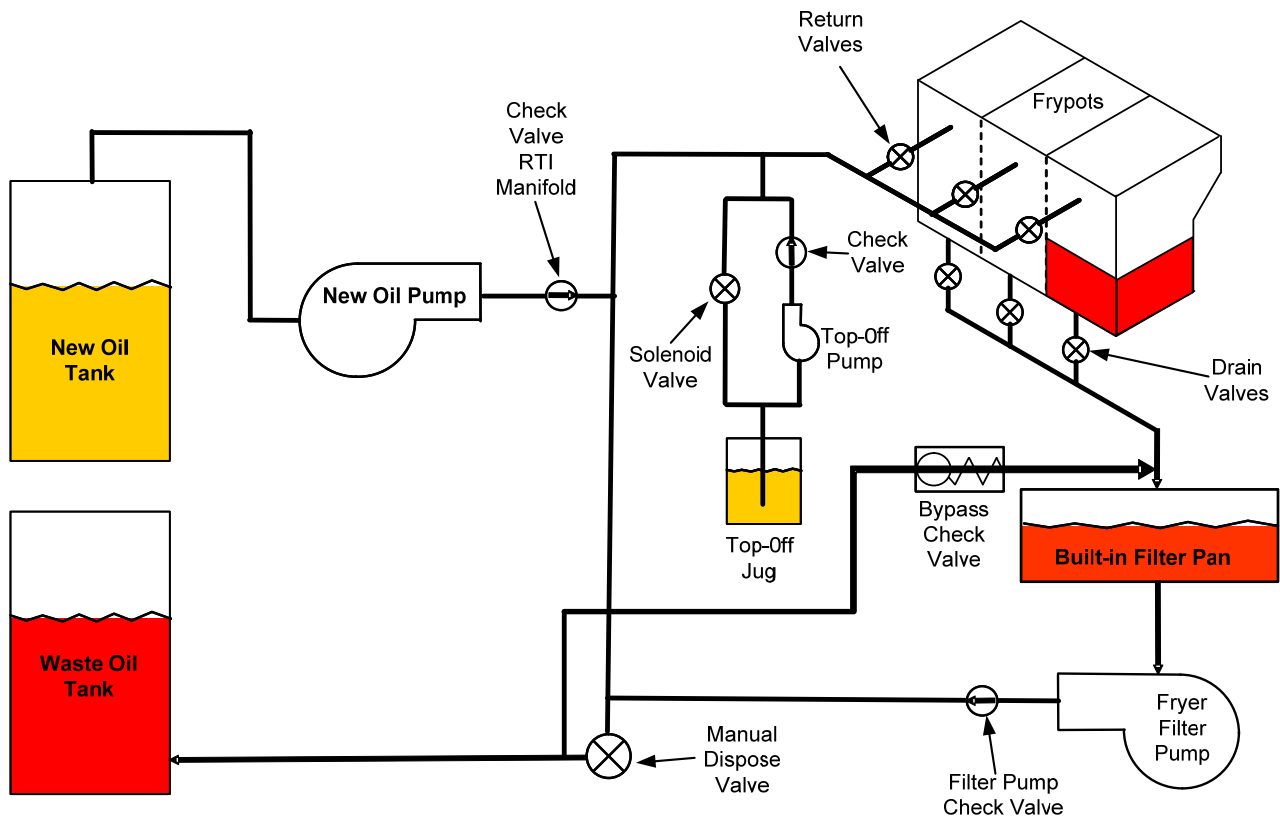 Return
Valves
Frypots
Check
Valve
RTI
Manifold
New Oil Pump
Check
Valve
New Oil
Tank
Solenoid
Valve
Top-0ff
Pump
Drain
Valves
Bypass
Check
Valve
Top-0ff
Jug
Built-in Filter Pan
Waste Oil
Tank
Manual
Dispose
Valve
Fryer
Filter
Pump
Filter Pump
Check Valve